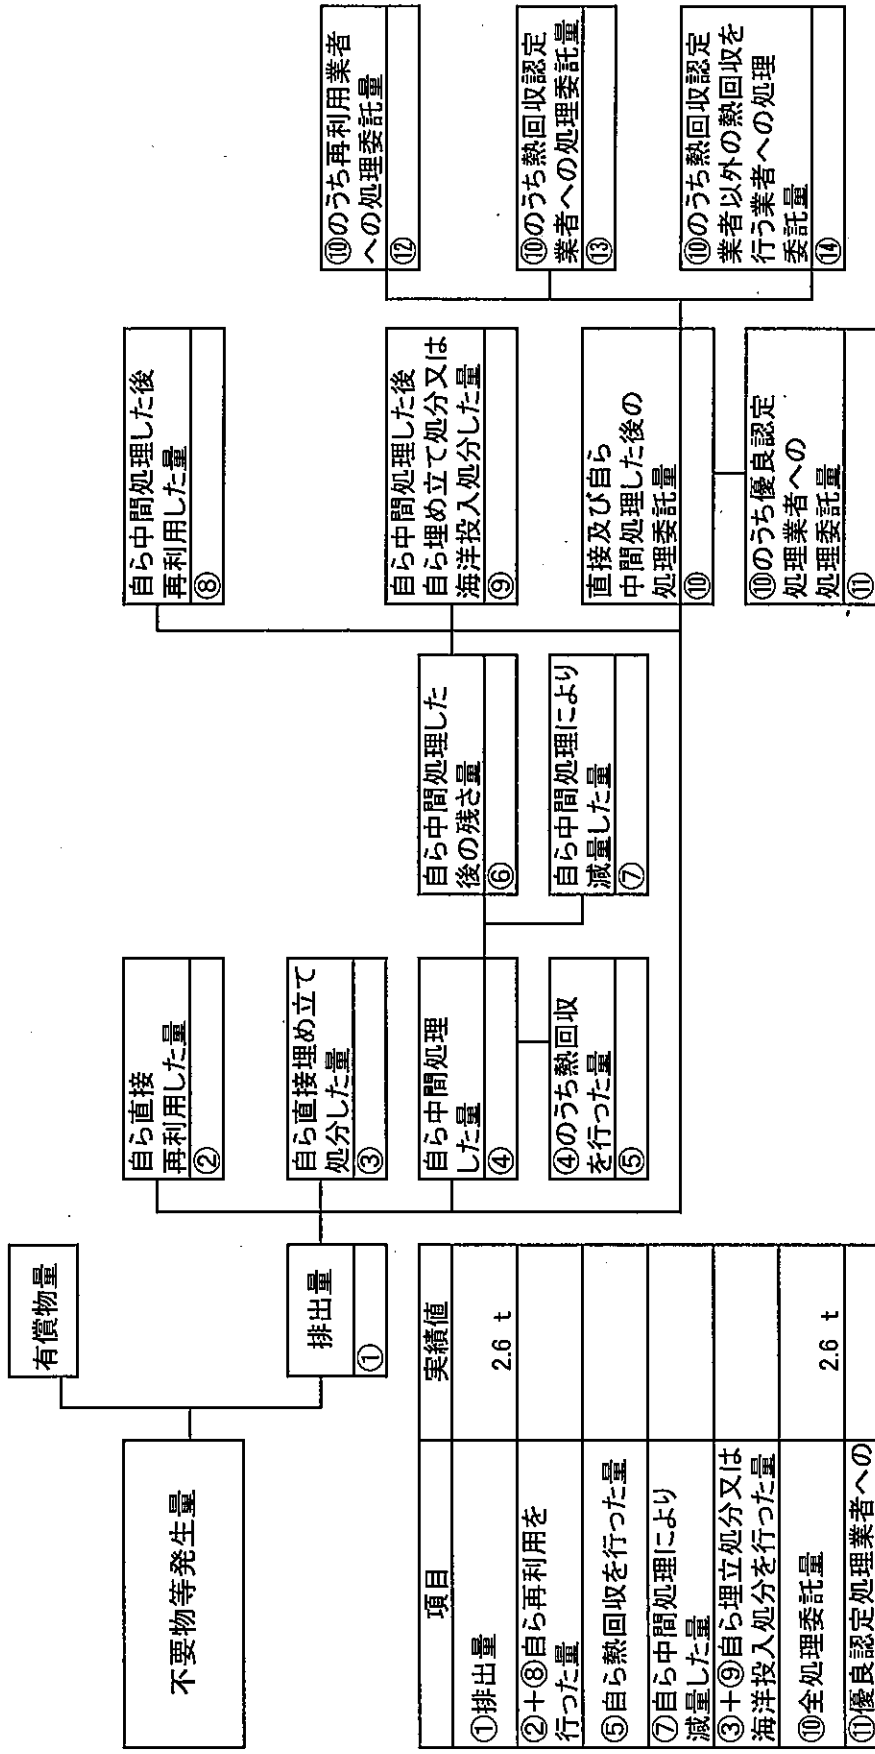 不要物等発生量
有償物量
排出量
①
自ら直接
再利用した量
②
自ら直接埋め立て
処分した量
③
自ら中間処理
した量
④
④のうち熱回収
を行った量
⑤
自ら中間処理した
後の残さ量
⑥
自ら中間処理により
減量した量
⑦
自ら中間処理した後
再利用した量
⑧
自ら中間処理した後
自ら埋め立て処分又は
海洋投入処分した量
⑨
直接及び自ら
中間処理した後の
処理委託量
⑩
⑩のうち優良認定
処理業者への
処理委託量
⑪
⑩のうち再利用業者
への処理委託量
⑫
⑩のうち熱回収認定
業者への処理委託量
⑬
⑩のうち熱回収認定
業者以外の熱回収を
行う業者への処理
委託量
⑭
項目 実績値
①排出量 2.6 t
②+⑧自ら再利用を
行った量
⑤自ら熱回収を行った量
⑦自ら中間処理により
減量した量
③+⑨自ら埋立処分又は
海洋投入処分を行った量
⑩全処理委託量 2.6 t
⑪優良認定処理業者への